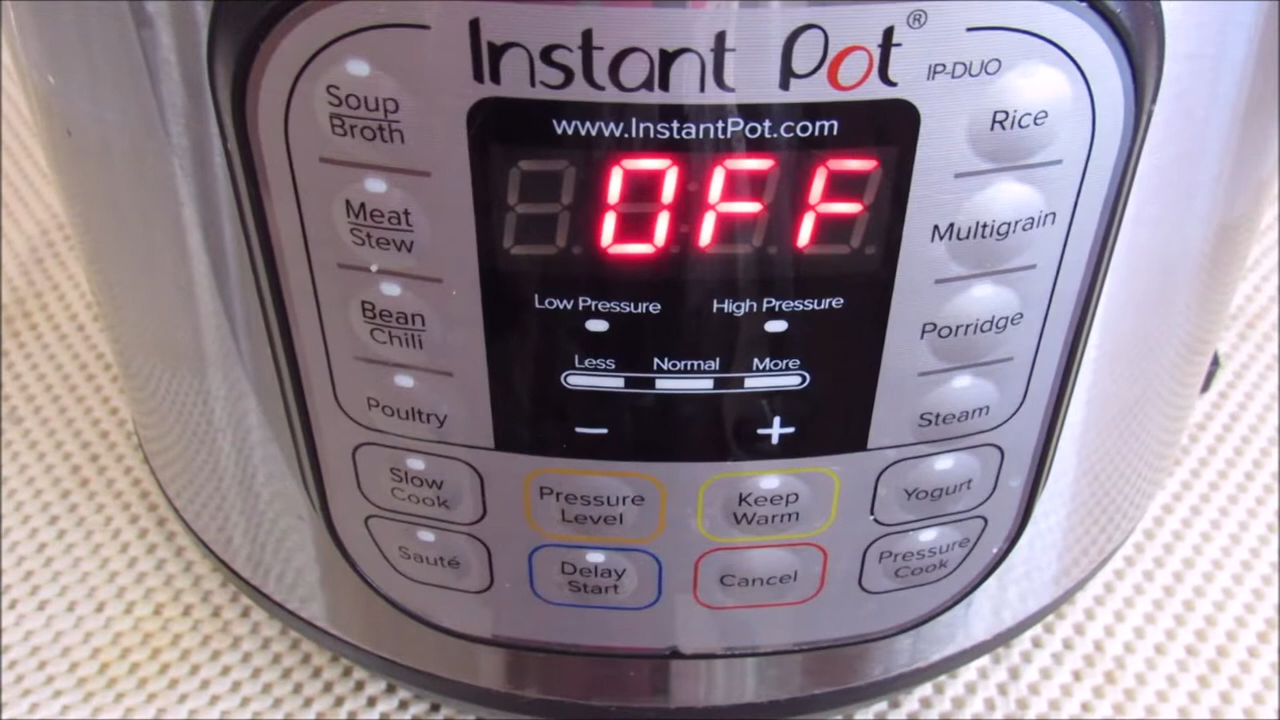 Instant Pot®
IP-DUO
www.InstantPot.com
OFF
Low Pressure
High Pressure
Less
Normal
More
−
+
Soup
Broth
Meat
Stew
Bean
Chili
Poultry
Slow
Cook
Sauté
Pressure
Level
Delay
Start
Keep
Warm
Cancel
Rice
Multigrain
Porridge
Steam
Yogurt
Pressure
Cook